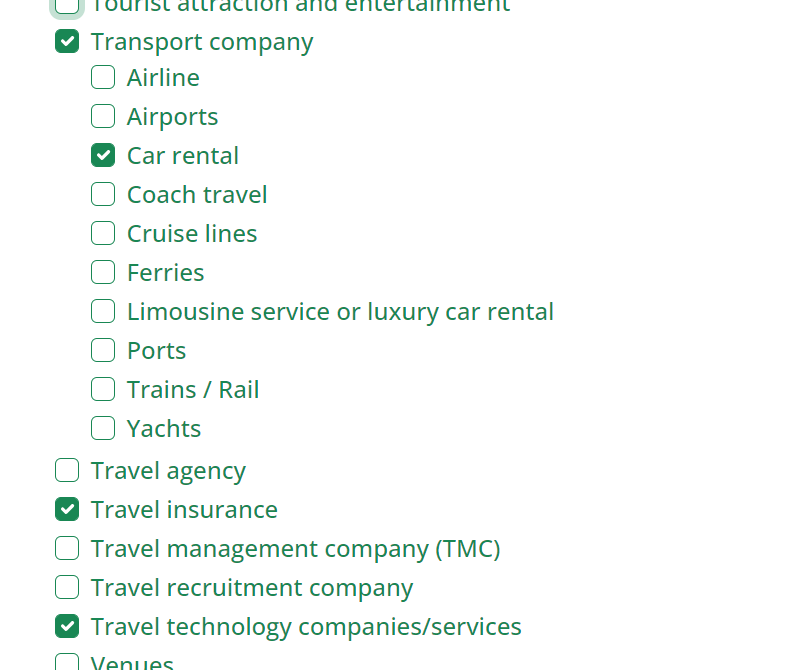 Tourist attraction and entertainment
Transport company
Airline
Airports
Car rental
Coach travel
Cruise lines
Ferries
Limousine service or luxury car rental
Ports
Trains / Rail
Yachts
Travel agency
Travel insurance
Travel management company (TMC)
Travel recruitment company
Travel technology companies/services
Venues